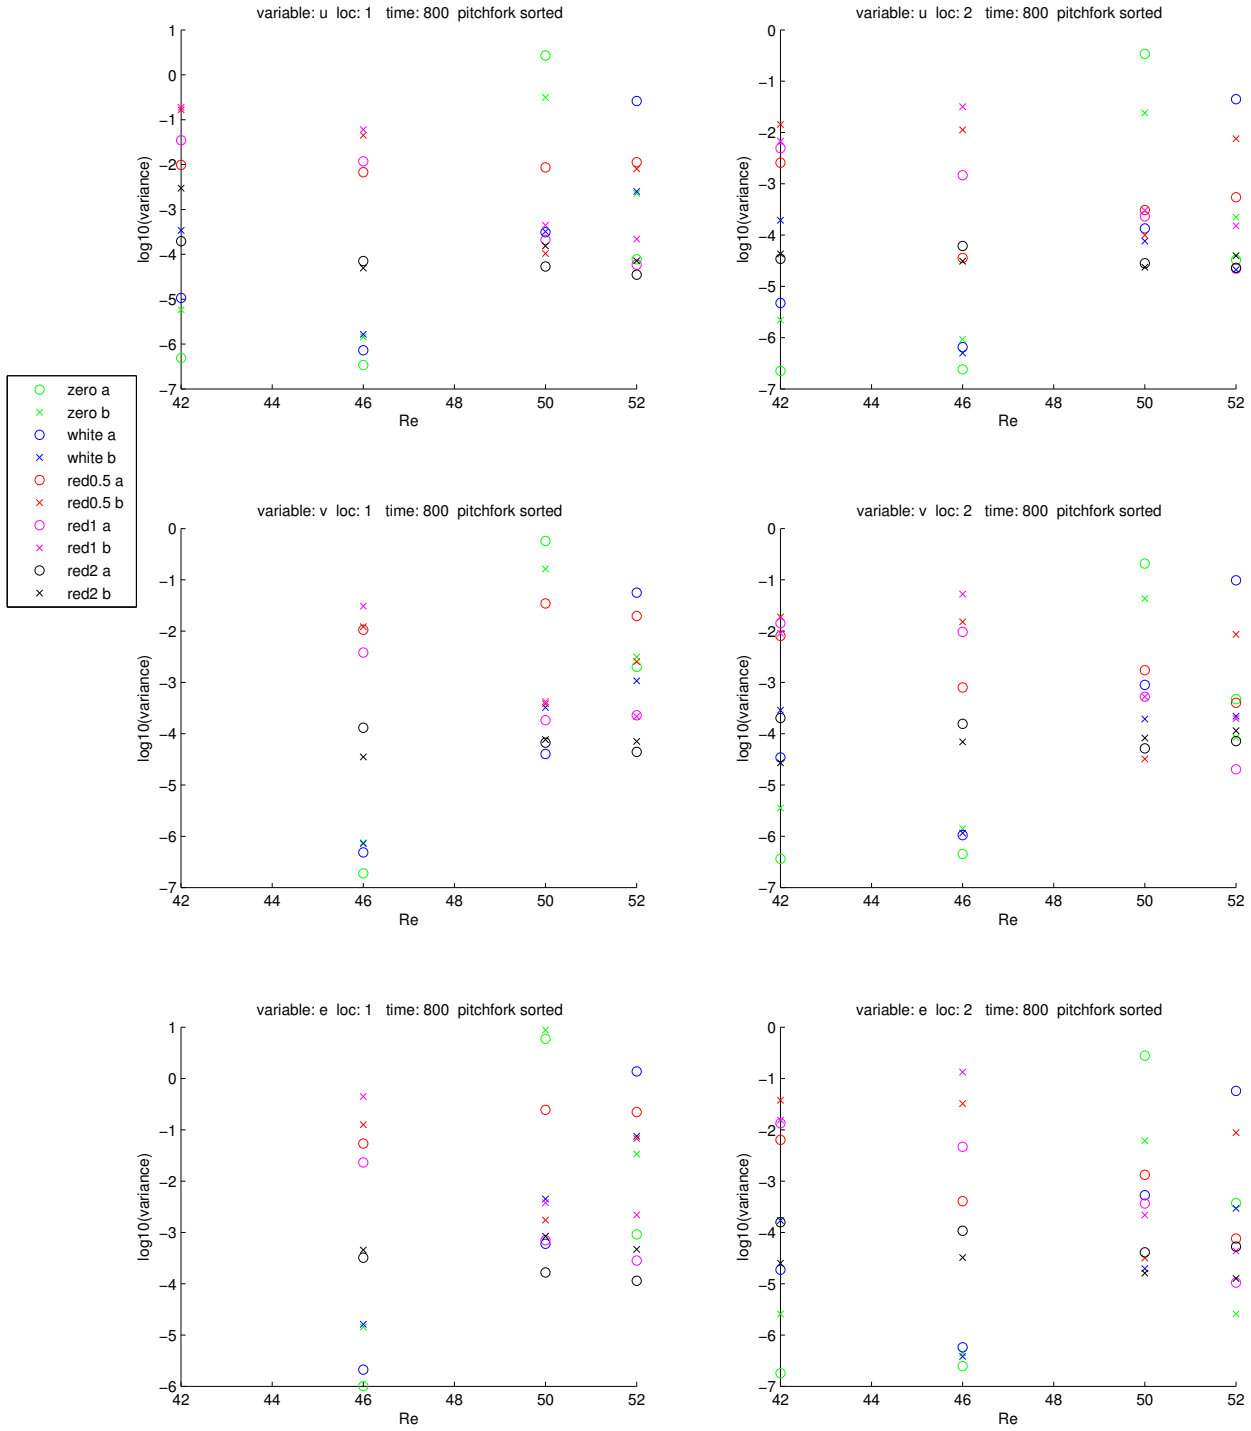 variable: u  loc: 1   time: 800  pitchfork sorted
1
0
−1
−2
−3
−4
−5
−6
−7
log10(variance)
42 44 46 48 50 52
Re
variable: u  loc: 2   time: 800  pitchfork sorted
0
−1
−2
−3
−4
−5
−6
−7
log10(variance)
42 44 46 48 50 52
Re
zero a
zero b
white a
white b
red0.5 a
red0.5 b
red1 a
red1 b
red2 a
red2 b
variable: v  loc: 1   time: 800  pitchfork sorted
0
−1
−2
−3
−4
−5
−6
−7
log10(variance)
42 44 46 48 50 52
Re
variable: v  loc: 2   time: 800  pitchfork sorted
0
−1
−2
−3
−4
−5
−6
−7
log10(variance)
42 44 46 48 50 52
Re
variable: e  loc: 1   time: 800  pitchfork sorted
1
0
−1
−2
−3
−4
−5
−6
log10(variance)
42 44 46 48 50 52
Re
variable: e  loc: 2   time: 800  pitchfork sorted
0
−1
−2
−3
−4
−5
−6
−7
log10(variance)
42 44 46 48 50 52
Re